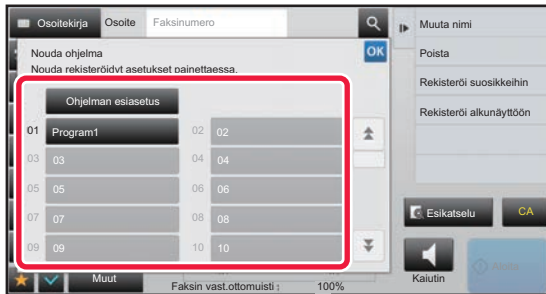 Osoitekirja Osoite Faksinumero
Muuta nimi
Nouda ohjelma OK
Poista
Nouda rekisteröidyt asetukset painettaessa.
Rekisteröi suosikkeihin
Ohjelman esiasetus
Rekisteröi alkunäyttöön
01 Program1 02 02
03 03 04 04
05 05 06 06
07 07 08 08
Esikatselu CA
09 09 10 10
Muut
Faksin vast.ottomuisti : 100%
Kaiutin